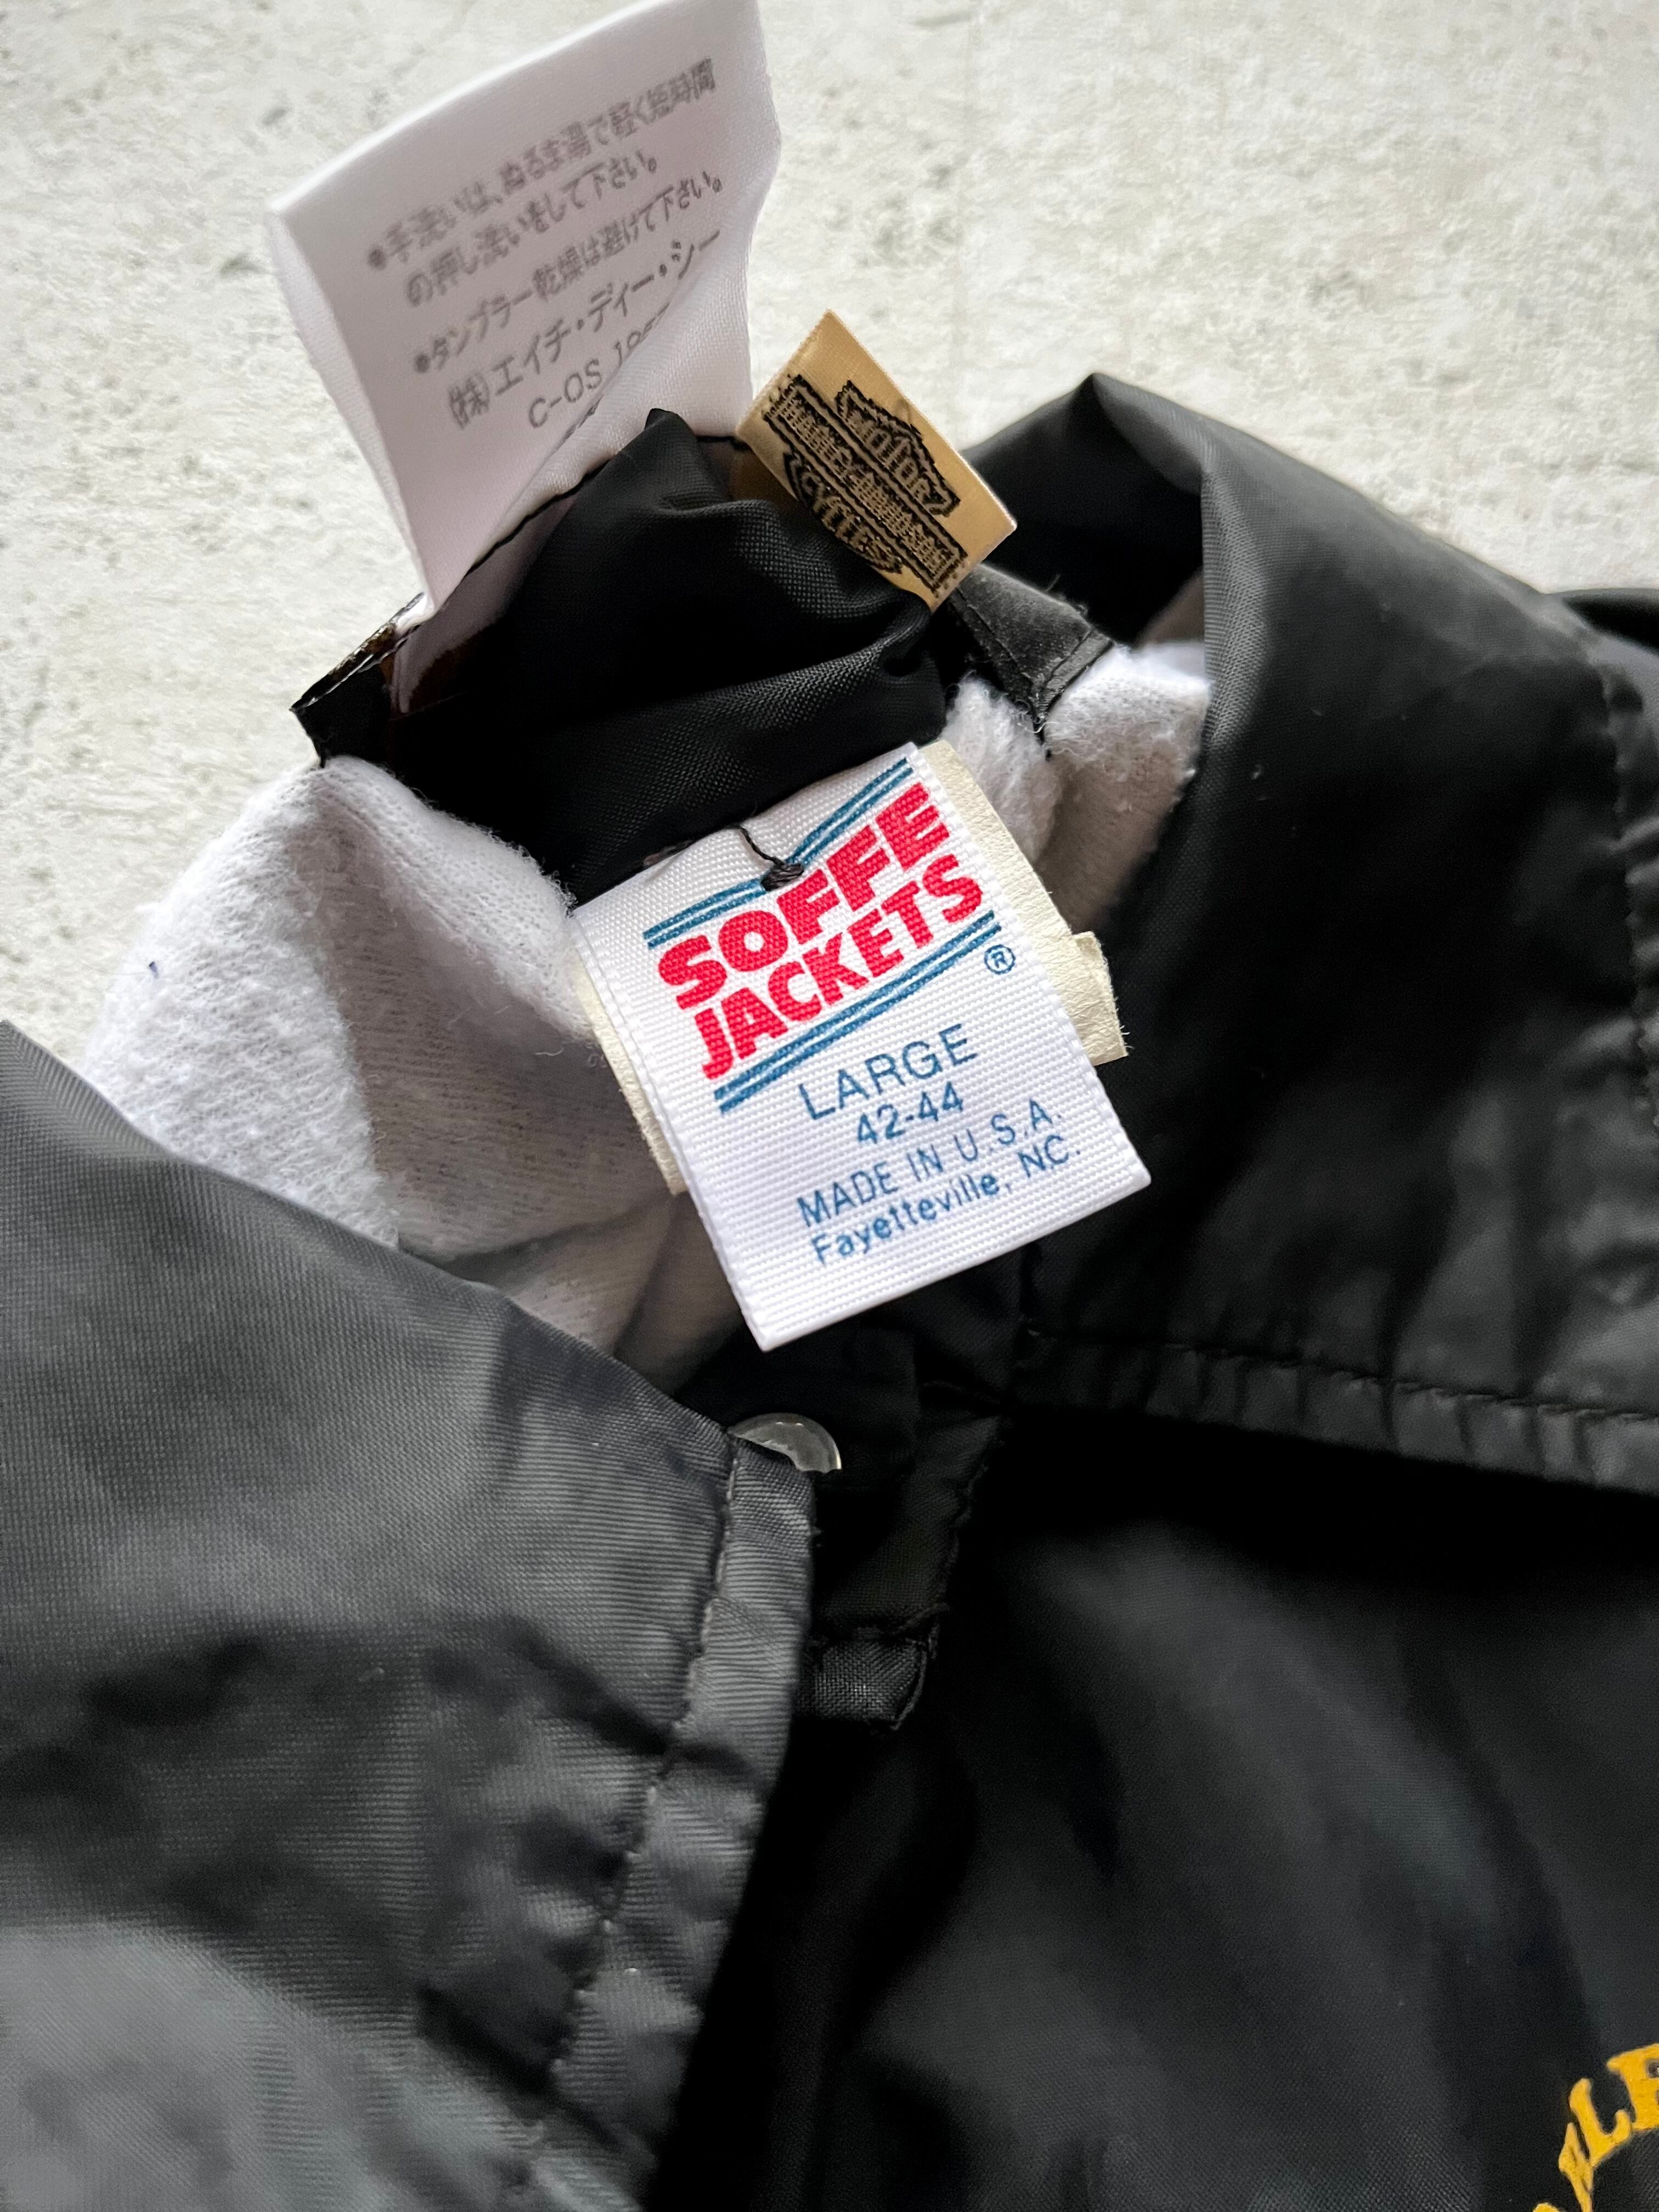 ●手洗いは、ぬるま湯で軽く短時間
の押し洗いをして下さい。
●タンブラー乾燥は避けて下さい。
(株)エイチ・ディー・シー
C-OS
MOTOR
CYCLES
SOFFE
JACKETS
®
LARGE
42-44
MADE IN U.S.A.
Fayetteville, NC.